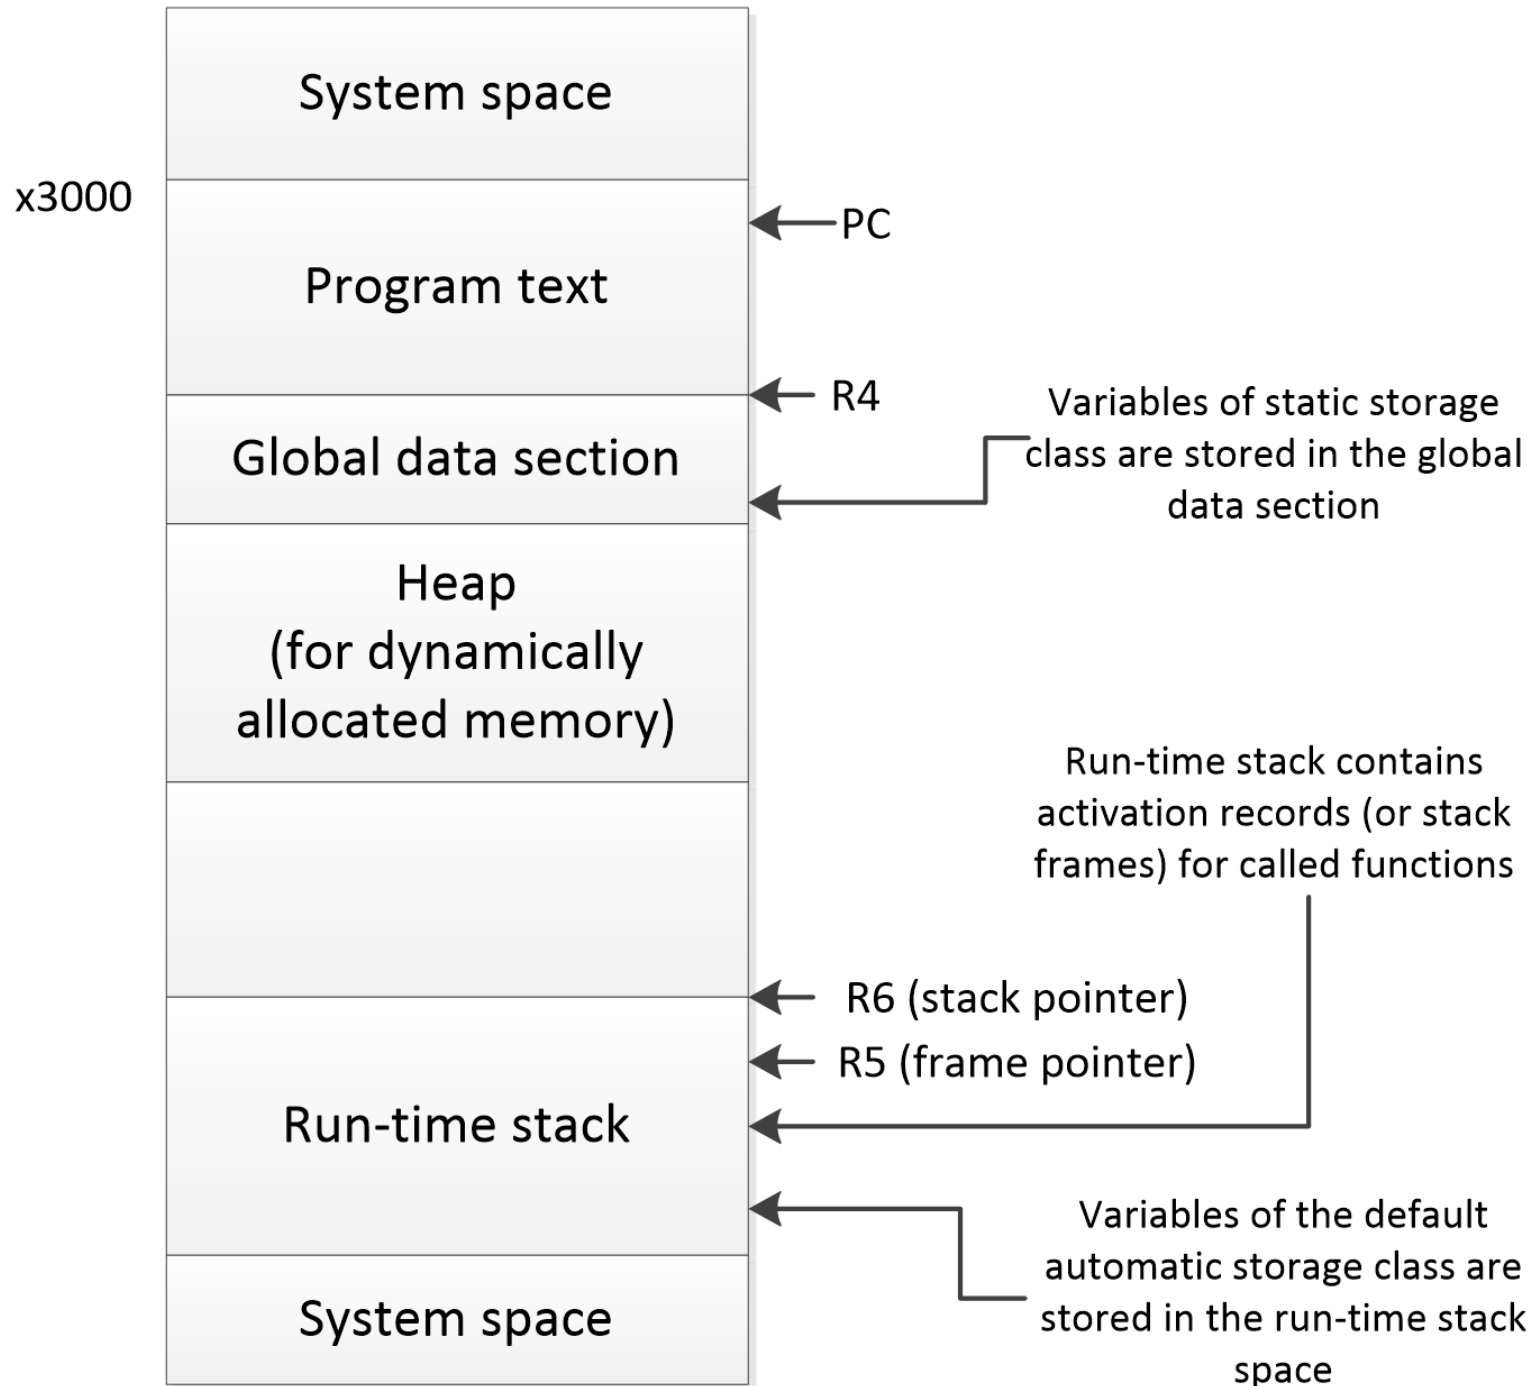 System space
x3000
PC
Program text
R4
Variables of static storage
class are stored in the global
data section
Global data section
Heap
(for dynamically
allocated memory)
Run-time stack contains
activation records (or stack
frames) for called functions
R6 (stack pointer)
R5 (frame pointer)
Run-time stack
Variables of the default
automatic storage class are
stored in the run-time stack
space
System space